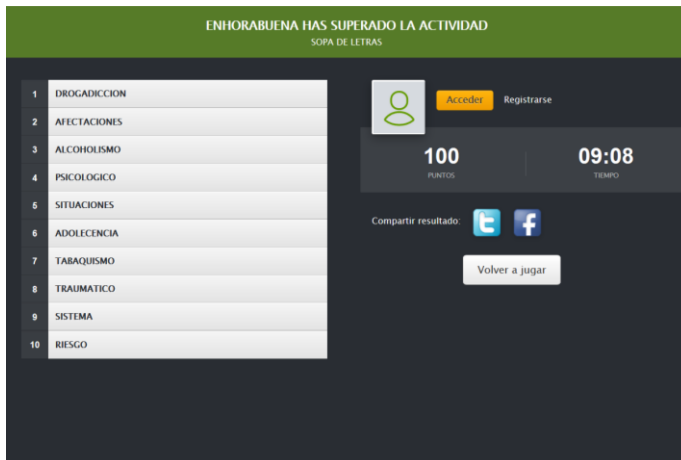 ENHORABUENA HAS SUPERADO LA ACTIVIDAD
SOPA DE LETRAS
1 DROGADICCION
2 AFECTACIONES
3 ALCOHOLISMO
4 PSICOLOGICO
5 SITUACIONES
6 ADOLECENCIA
7 TABAQUISMO
8 TRAUMATICO
9 SISTEMA
10 RIESGO
Acceder Registrarse
100 09:08
PUNTOS TIEMPO
Compartir resultado:
Volver a jugar